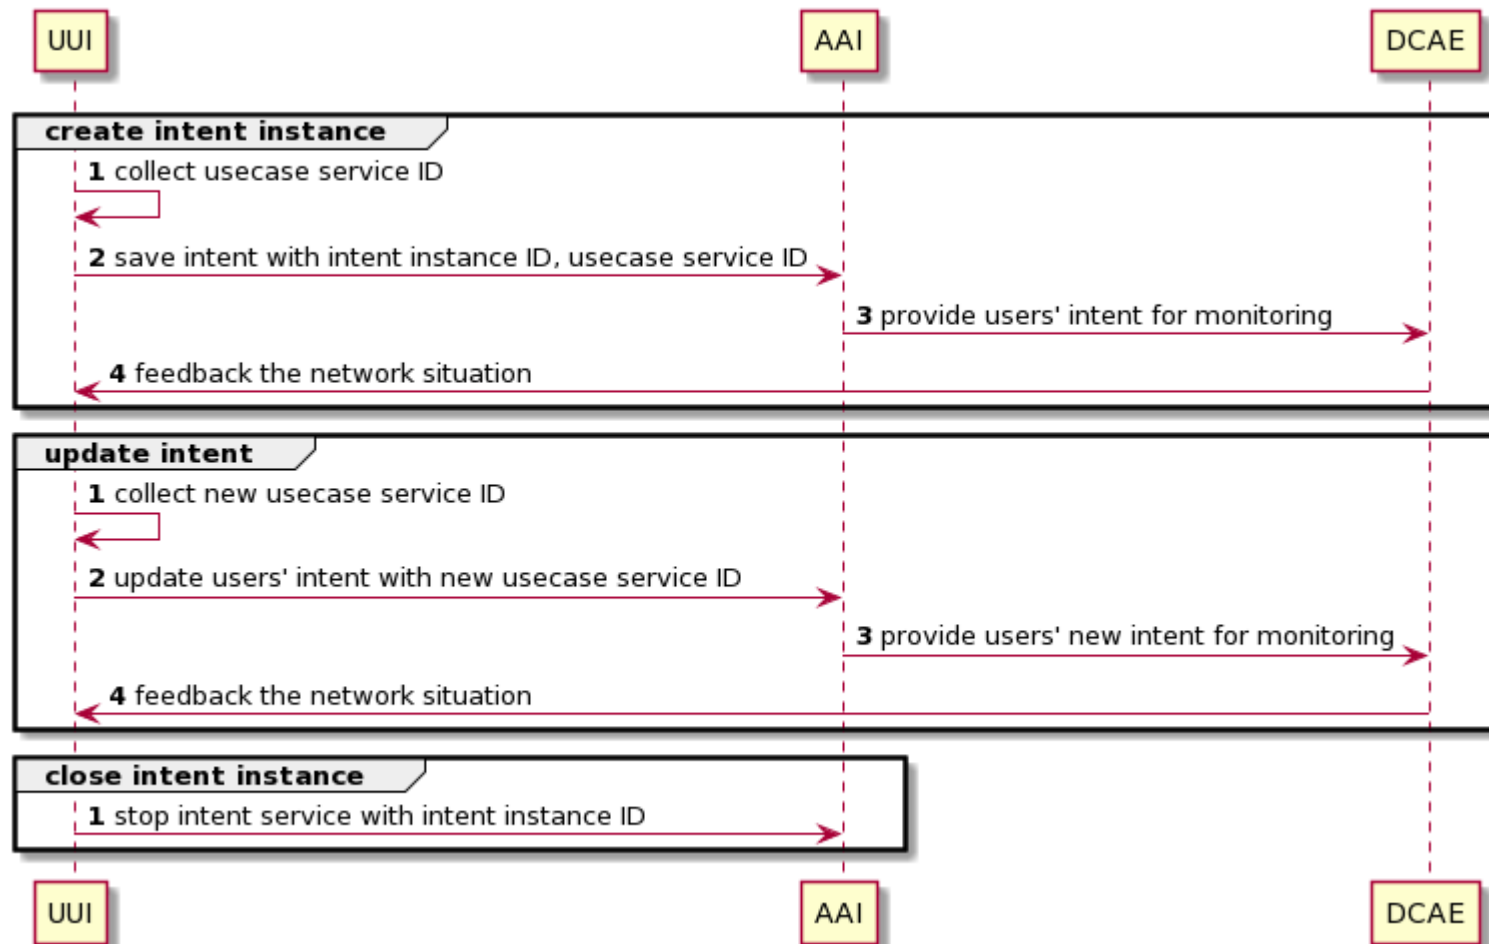 UUI AAI DCAE
create intent instance
1 collect usecase service ID
2 save intent with intent instance ID, usecase service ID
3 provide users' intent for monitoring
4 feedback the network situation
update intent
1 collect new usecase service ID
2 update users' intent with new usecase service ID
3 provide users' new intent for monitoring
4 feedback the network situation
close intent instance
1 stop intent service with intent instance ID
UUI AAI DCAE